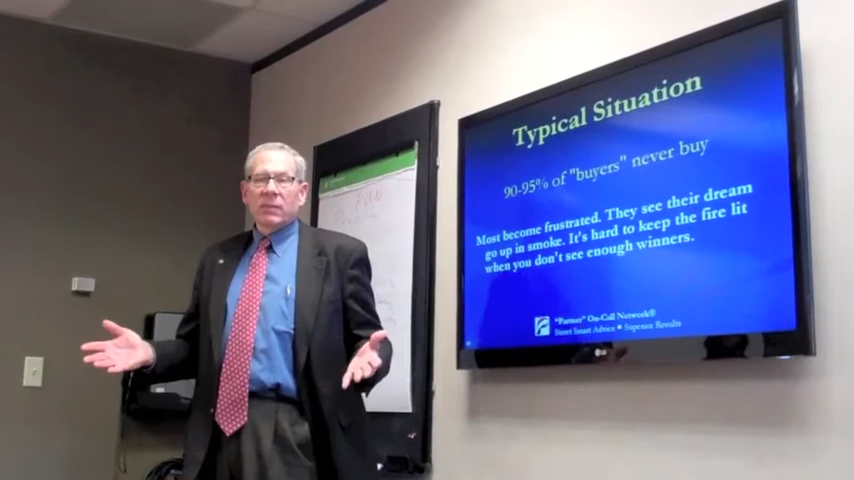 Typical Situation
90-95% of "buyers" never buy
Most become frustrated. They see their dream
go up in smoke. It's hard to keep the fire lit
when you don't see enough winners.
"Partner" On-Call Network®
Street Smart Advice • Superior Results
LG